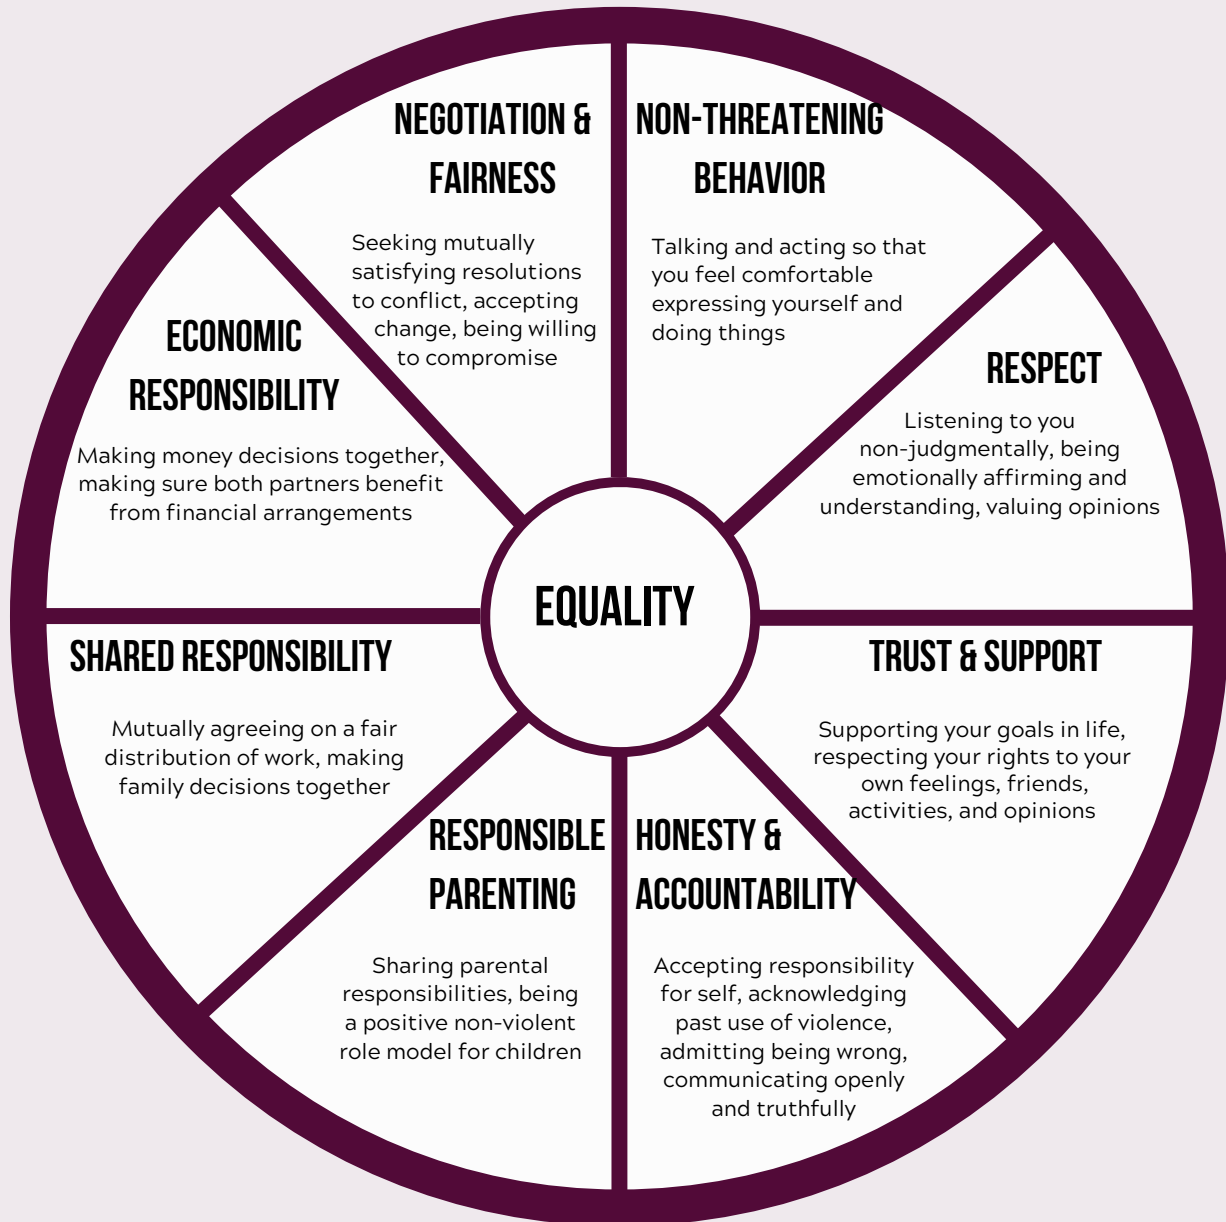 NEGOTIATION &
FAIRNESS
Seeking mutually
satisfying resolutions
to conflict, accepting
change, being willing
to compromise
NON-THREATENING
BEHAVIOR
Talking and acting so that
you feel comfortable
expressing yourself and
doing things
RESPECT
Listening to you
non-judgmentally, being
emotionally affirming and
understanding, valuing opinions
TRUST & SUPPORT
Supporting your goals in life,
respecting your rights to your
own feelings, friends,
activities, and opinions
HONESTY &
ACCOUNTABILITY
Accepting responsibility
for self, acknowledging
past use of violence,
admitting being wrong,
communicating openly
and truthfully
RESPONSIBLE
PARENTING
Sharing parental
responsibilities, being
a positive non-violent
role model for children
SHARED RESPONSIBILITY
Mutually agreeing on a fair
distribution of work, making
family decisions together
ECONOMIC
RESPONSIBILITY
Making money decisions together,
making sure both partners benefit
from financial arrangements
EQUALITY